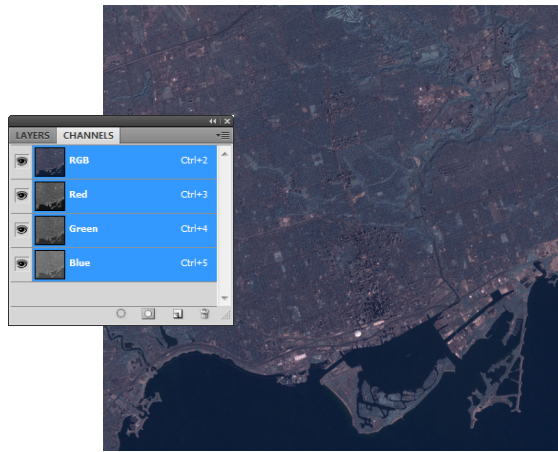 LAYERS CHANNELS
RGB Ctrl+2
Red Ctrl+3
Green Ctrl+4
Blue Ctrl+5